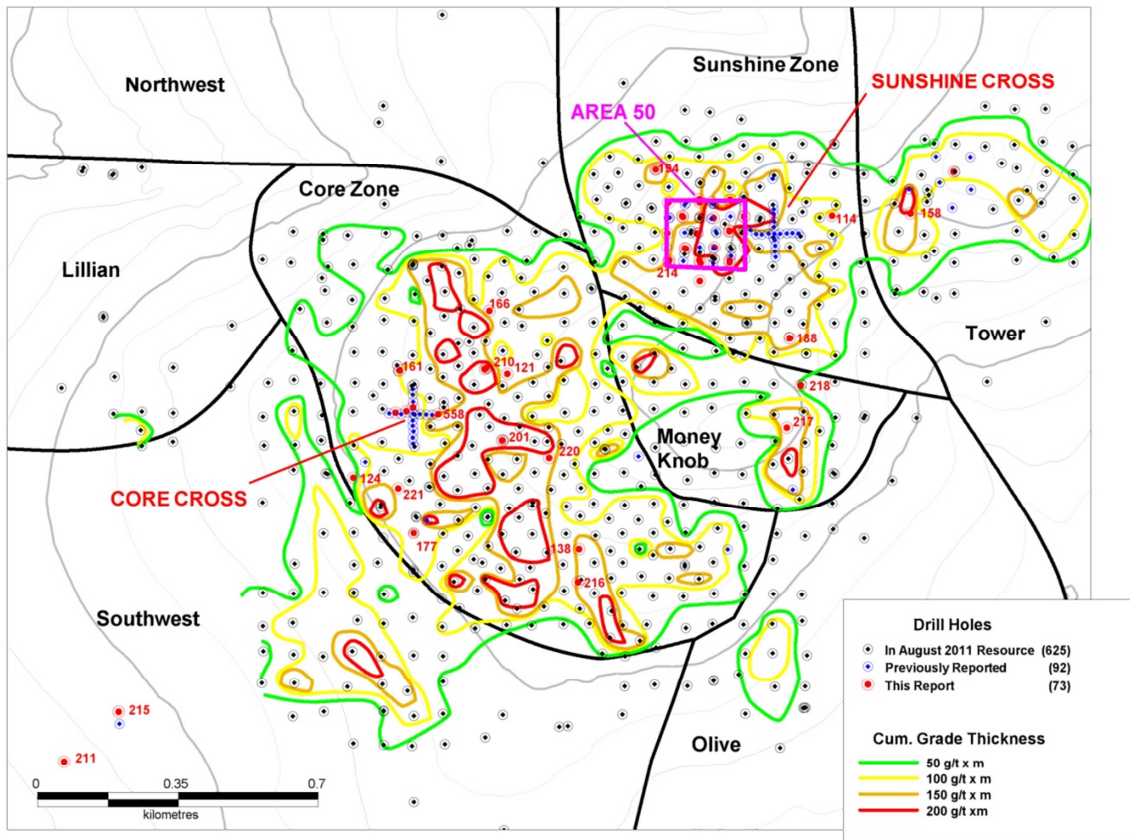 Northwest
Sunshine Zone
SUNSHINE CROSS
AREA 50
Core Zone
194
114
158
Lillian
214
166
Tower
188
210
121
161
218
558
217
201
Money
Knob
220
124
CORE CROSS
221
177
138
216
Southwest
215
211
Olive
0 0.35 0.7
kilometres
Drill Holes
In August 2011 Resource (625)
Previously Reported (92)
This Report (73)
Cum. Grade Thickness
50 g/t x m
100 g/t x m
150 g/t x m
200 g/t xm